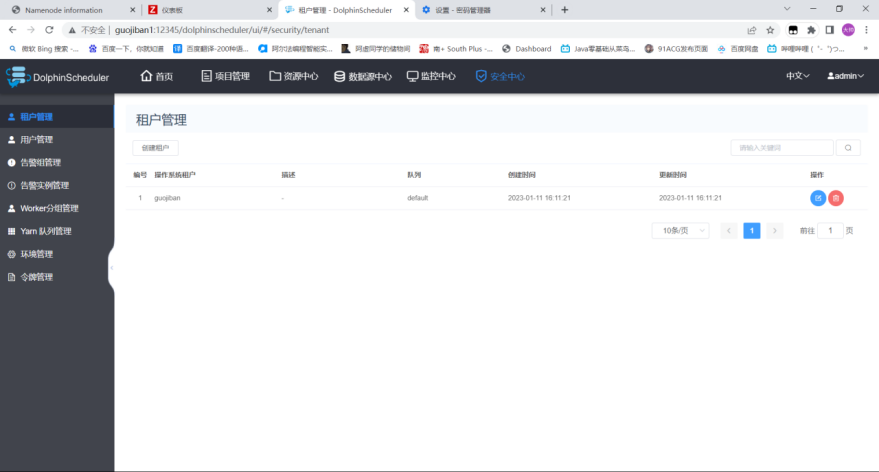 Namenode information
Z 仪表板
租户管理 - DolphinScheduler
设置 - 密码管理器
不安全 | guojiban1:12345/dolphinscheduler/ui/#/security/tenant
微软 Bing 搜索 -...
百度一下，你就知道
百度翻译-200种语...
阿尔法编程智能实...
阿虚同学的储物间
南+ South Plus -...
Dashboard
Java零基础从菜鸟...
91ACG发布页面
百度网盘
哔哩哔哩 ( ゜- ゜)つ...
DolphinScheduler
首页
项目管理
资源中心
数据源中心
监控中心
安全中心
中文
admin
租户管理
用户管理
告警组管理
告警实例管理
Worker分组管理
Yarn 队列管理
环境管理
令牌管理
租户管理
创建租户
请输入关键词
编号 操作系统租户 描述 队列 创建时间 更新时间 操作
1 guojiban - default 2023-01-11 16:11:21 2023-01-11 16:11:21
10条/页 1 前往 1 页